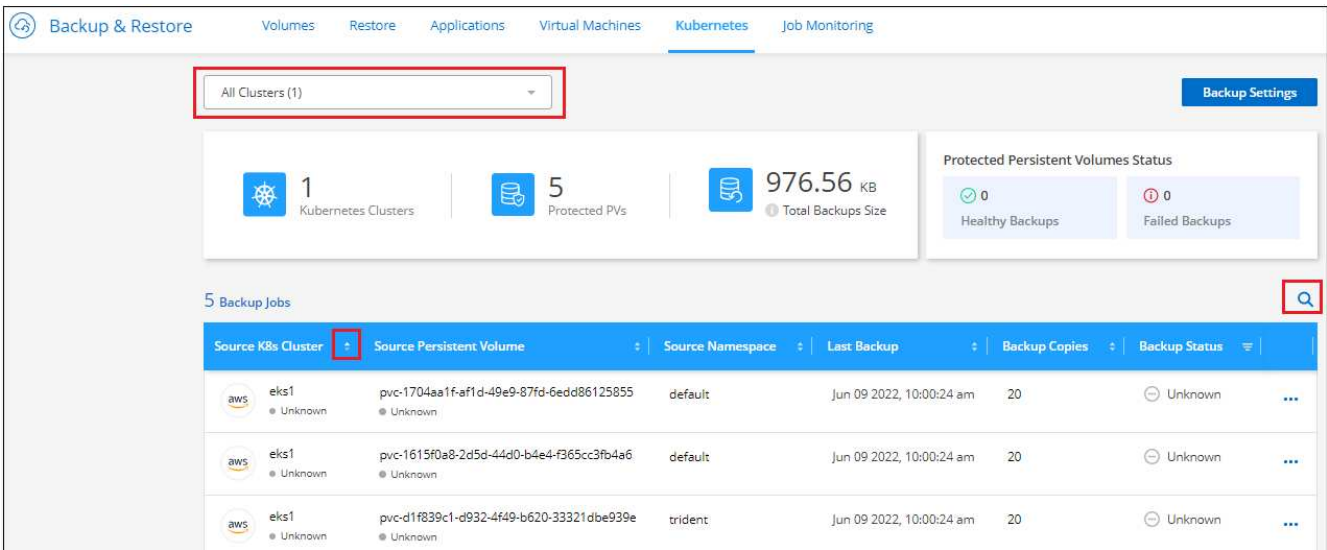 Backup & Restore Volumes Restore Applications Virtual Machines Kubernetes Job Monitoring
All Clusters (1) Backup Settings
1 Kubernetes Clusters
5 Protected PVs
976.56 KB Total Backups Size
Protected Persistent Volumes Status
0 0
Healthy Backups Failed Backups
5 Backup Jobs
Source K8s Cluster Source Persistent Volume Source Namespace Last Backup Backup Copies Backup Status
aws eks1 pvc-1704aa1f-af1d-49e9-87fd-6edd86125855 default Jun 09 2022, 10:00:24 am 20 Unknown
Unknown Unknown
aws eks1 pvc-1615f0a8-2d5d-44d0-b4e4-f365cc3fb4a6 default Jun 09 2022, 10:00:24 am 20 Unknown
Unknown Unknown
aws eks1 pvc-d1f839c1-d932-4f49-b620-33321dbe939e trident Jun 09 2022, 10:00:24 am 20 Unknown
Unknown Unknown